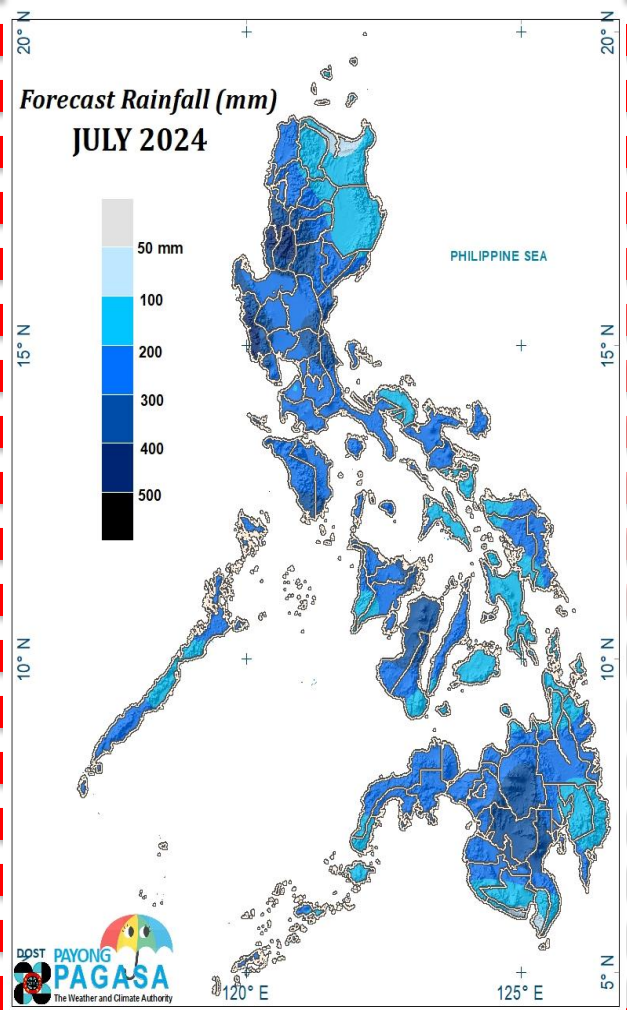 20° N
20° N
Forecast Rainfall (mm)
JULY 2024
50 mm
100
200
300
400
500
PHILIPPINE SEA
15° N
15° N
10° N
10° N
5° N
120° E
125° E
DOST
PAYONG
PAGASA
The Weather and Climate Authority